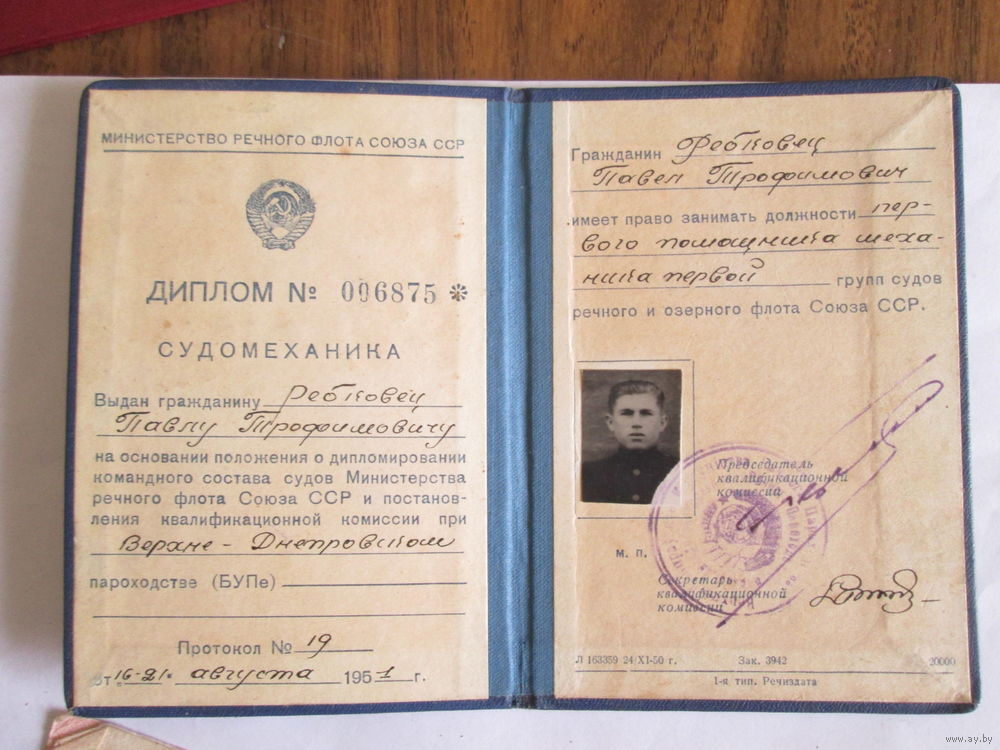 МИНИСТЕРСТВО РЕЧНОГО ФЛОТА СОЮЗА ССР
ДИПЛОМ № 006875 *
СУДОМЕХАНИКА
Выдан гражданину Ребковец
Павлу Трофимовичу
на основании положения о дипломировании
командного состава судов Министерства
речного флота Союза ССР и постанов-
ления квалификационной комиссии при
Верхне-Днепровском
пароходстве (БУПе)
Протокол № 19
от 16-21 августа 1951 г.
Гражданин Ребковец
Павел Трофимович
имеет право занимать должности пер-
вого помощника меха-
ника первой групп судов
речного и озерного флота Союза ССР.
Председатель
квалификационной
комиссии
м. п.
Секретарь
квалификационной
комиссии
Л 163359 24/XI-50 г. Зак. 3942 20000
1-я тип. Речиздата
www.ay.by